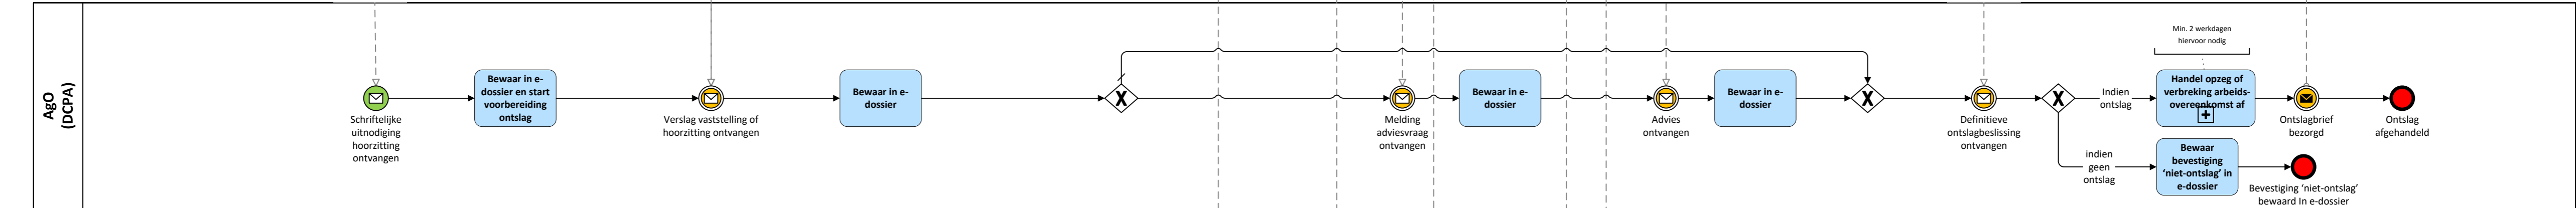 AgO
(DCPA)
Schriftelijke
uitnodiging
hoorzitting
ontvangen
Bewaar in e-
dossier en start
voorbereiding
ontslag
Verslag vaststelling of
hoorzitting ontvangen
Bewaar in e-
dossier
X
Melding
adviesvraag
ontvangen
Bewaar in e-
dossier
Advies
ontvangen
Bewaar in e-
dossier
X
Definitieve
ontslagbeslissing
ontvangen
X
Indien
ontslag
Min. 2 werkdagen
hiervoor nodig
Handel opzeg of
verbreking arbeids-
overeenkomst af
Ontslagbrief
bezorgd
Ontslag
afgehandeld
indien
geen
ontslag
Bewaar
bevestiging
‘niet-ontslag’ in
e-dossier
Bevestiging ‘niet-ontslag’
bewaard In e-dossier